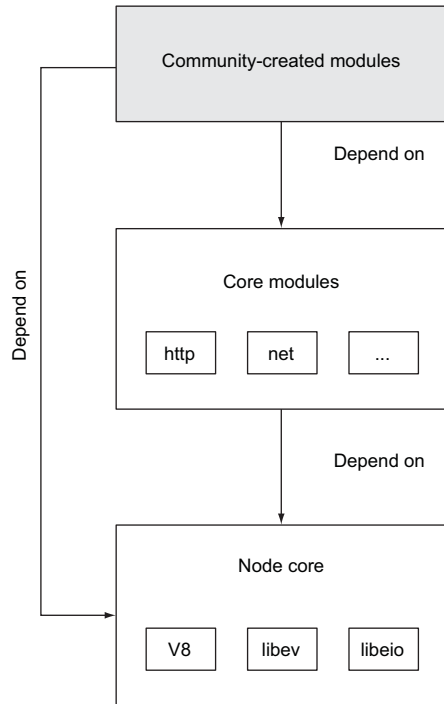 Community-created modules
Depend on
Depend on
Core modules
http
net
...
Depend on
Node core
V8
libev
libeio